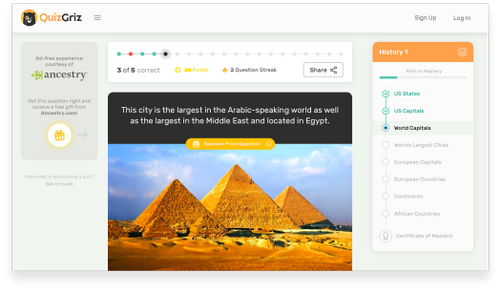 QuizGriz
Sign Up
Log In
Ad-free experience
courtesy of
ancestry
Get this question right and
receive a free gift from
Ancestry.com!
Interested in sponsoring a quiz?
Get in touch.
3 of 5 correct
20 Points
2 Question Streak
Share
This city is the largest in the Arabic-speaking world as well
as the largest in the Middle East and located in Egypt.
Sponsor Prize Question
History 1
Path to Mastery
US States
US Capitals
World Capitals
Worlds Largest Cities
European Capitals
European Countries
Continents
African Countries
Certificate of Mastery